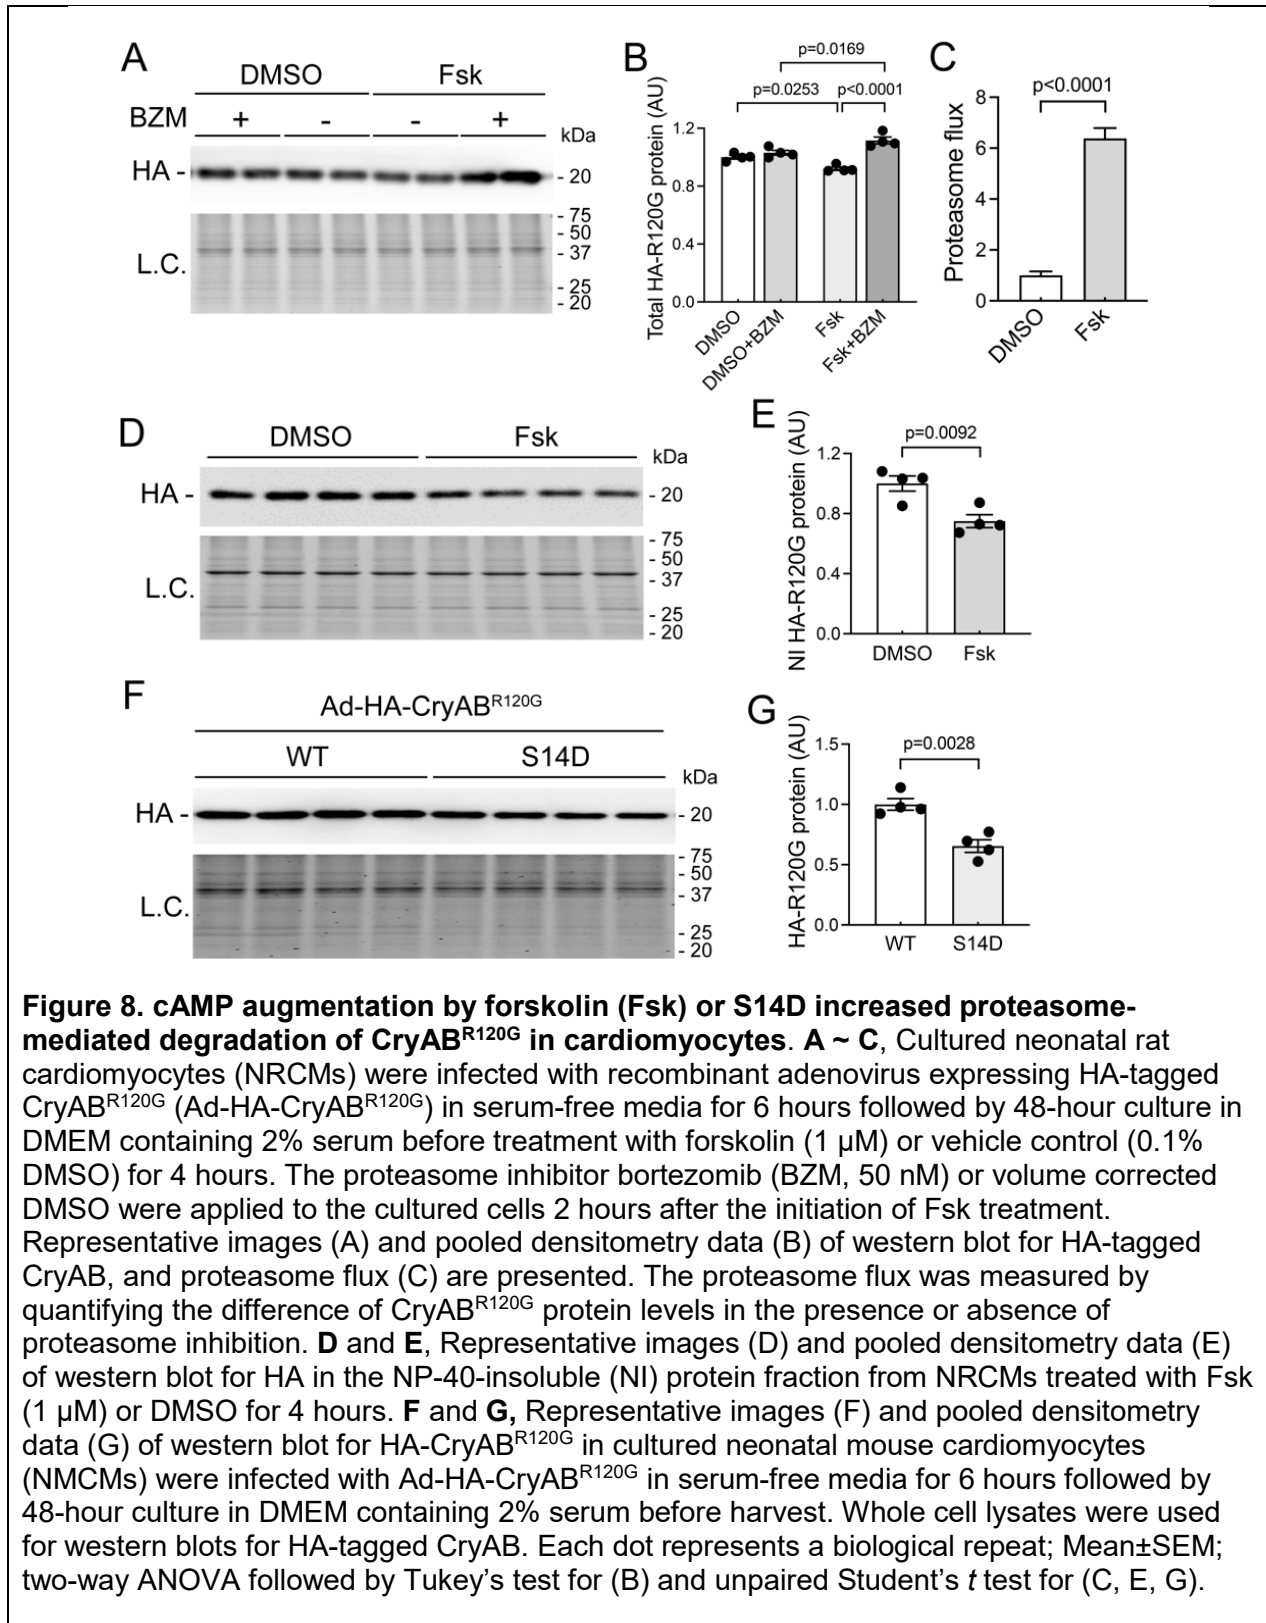 A
DMSO
Fsk
BZM
+
-
-
+
kDa
HA -
- 20
- 75
- 50
- 37
L.C.
- 25
- 20
B
p=0.0169
p=0.0253
p<0.0001
Total HA-R120G protein (AU)
1.2
0.8
0.4
0.0
DMSO
DMSO+BZM
Fsk
Fsk+BZM
C
p<0.0001
Proteasome flux
8
6
4
2
0
DMSO
Fsk
D
DMSO
Fsk
kDa
HA -
- 20
- 75
- 50
- 37
L.C.
- 25
- 20
E
p=0.0092
NI HA-R120G protein (AU)
1.2
0.8
0.4
0.0
DMSO
Fsk
F
Ad-HA-CryABR120G
WT
S14D
kDa
HA -
- 20
- 75
- 50
- 37
L.C.
- 25
- 20
G
p=0.0028
HA-R120G protein (AU)
1.5
1.0
0.5
0.0
WT
S14D
Figure 8. cAMP augmentation by forskolin (Fsk) or S14D increased proteasome-
mediated degradation of CryABR120G in cardiomyocytes. A ~ C, Cultured neonatal rat
cardiomyocytes (NRCMs) were infected with recombinant adenovirus expressing HA-tagged
CryABR120G (Ad-HA-CryABR120G) in serum-free media for 6 hours followed by 48-hour culture in
DMEM containing 2% serum before treatment with forskolin (1 µM) or vehicle control (0.1%
DMSO) for 4 hours. The proteasome inhibitor bortezomib (BZM, 50 nM) or volume corrected
DMSO were applied to the cultured cells 2 hours after the initiation of Fsk treatment.
Representative images (A) and pooled densitometry data (B) of western blot for HA-tagged
CryAB, and proteasome flux (C) are presented. The proteasome flux was measured by
quantifying the difference of CryABR120G protein levels in the presence or absence of
proteasome inhibition. D and E, Representative images (D) and pooled densitometry data (E)
of western blot for HA in the NP-40-insoluble (NI) protein fraction from NRCMs treated with Fsk
(1 µM) or DMSO for 4 hours. F and G, Representative images (F) and pooled densitometry
data (G) of western blot for HA-CryABR120G in cultured neonatal mouse cardiomyocytes
(NMCMs) were infected with Ad-HA-CryABR120G in serum-free media for 6 hours followed by
48-hour culture in DMEM containing 2% serum before harvest. Whole cell lysates were used
for western blots for HA-tagged CryAB. Each dot represents a biological repeat; Mean±SEM;
two-way ANOVA followed by Tukey’s test for (B) and unpaired Student’s t test for (C, E, G).